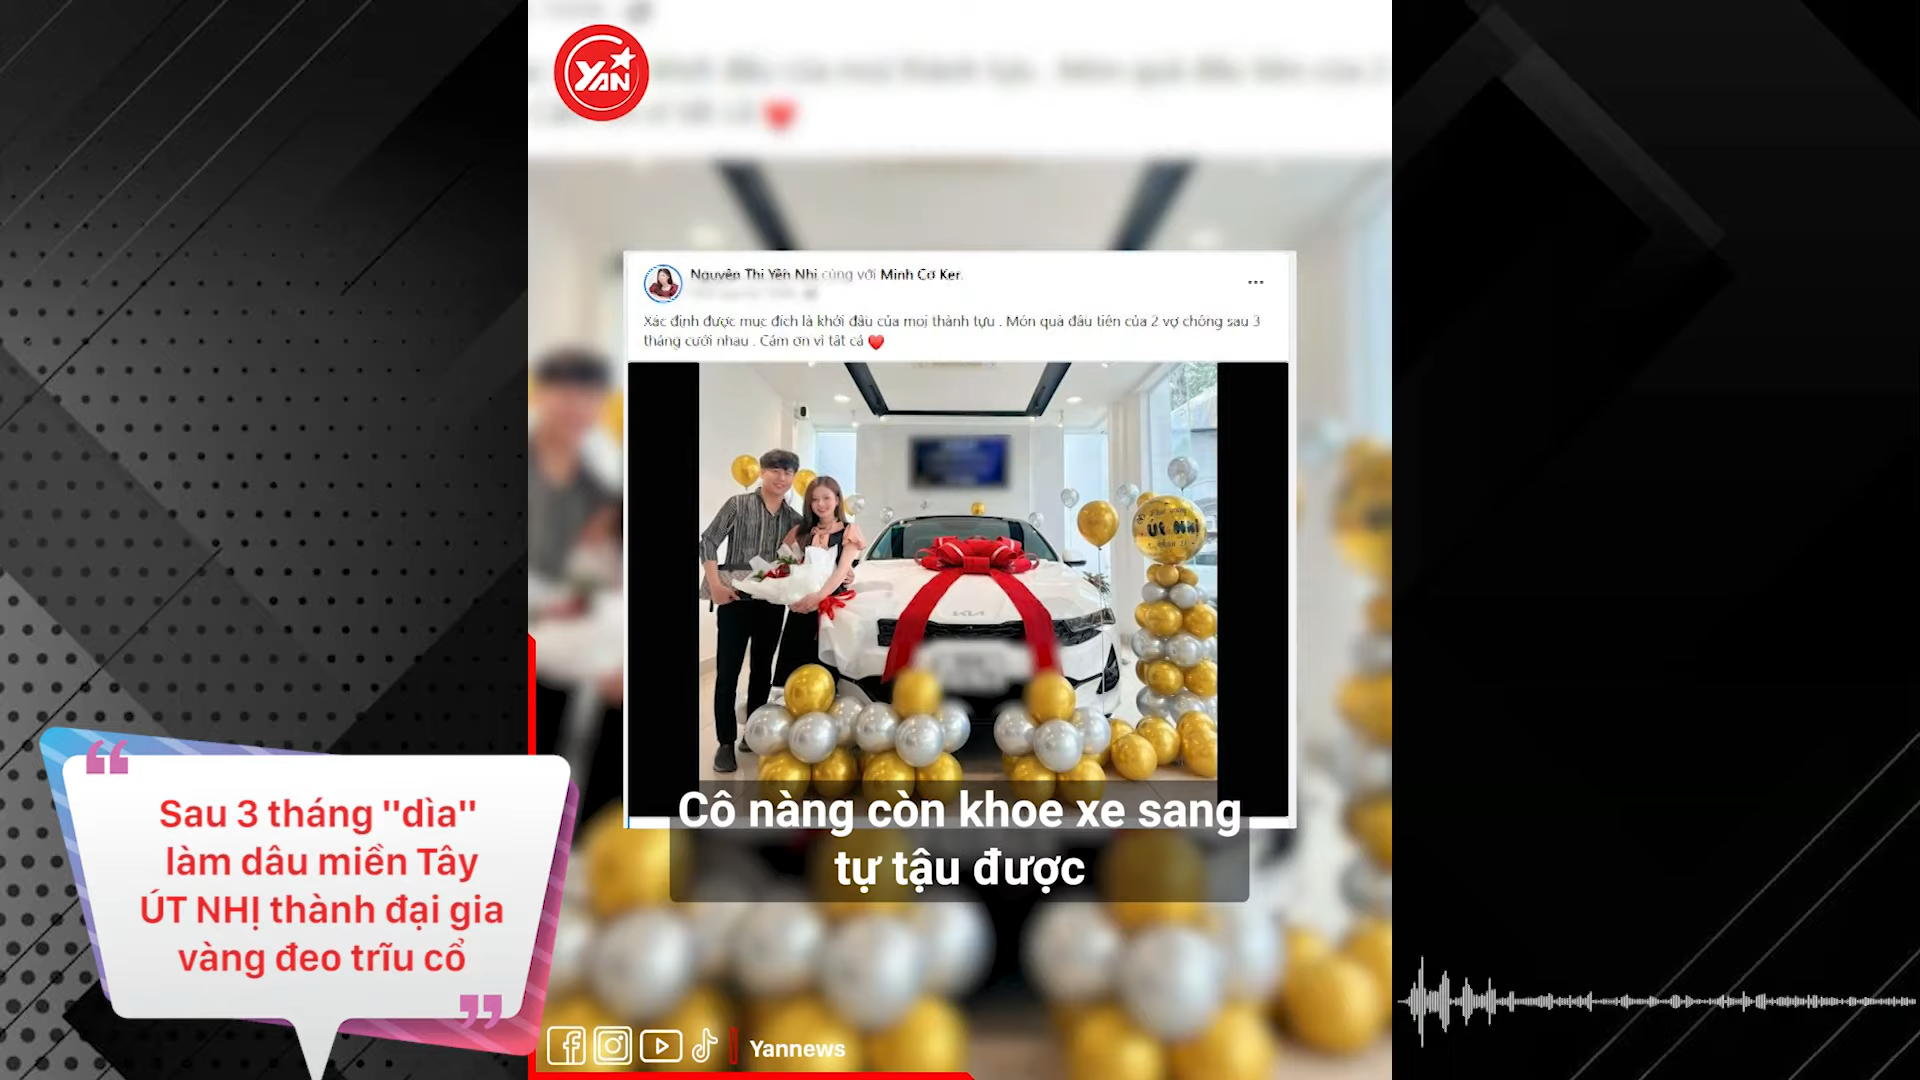 YAN
Nguyễn Thị Yến Nhi cùng với Minh Cơ Ker.
Xác định được mục đích là khởi đầu của mọi thành tựu . Món quà đầu tiên của 2 vợ chồng sau 3
tháng cưới nhau . Cám ơn vì tất cả
ÚT NHỊ
KIA
Cô nàng còn khoe xe sang
tự tậu được
Sau 3 tháng "dìa"
làm dâu miền Tây
ÚT NHỊ thành đại gia
vàng đeo trĩu cổ
Yannews